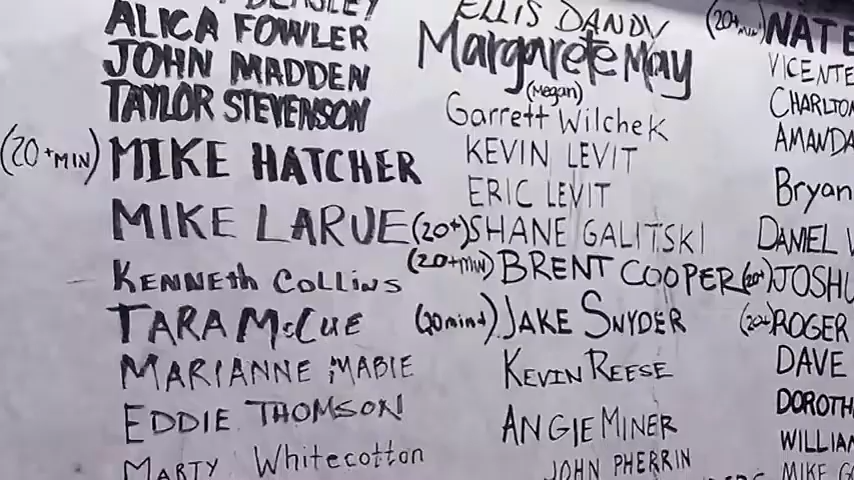 ALICA FOWLER
JOHN MADDEN
TAYLOR STEVENSON
(20+MIN) MIKE HATCHER
MIKE LARUE
KENNETH COLLINS
TARA McCUE
MARIANNE MABIE
EDDIE THOMSON
MARTY Whitecotton
ELLIS DANDY
Margarete May
(Megan)
Garrett Wilchek
KEVIN LEVIT
ERIC LEVIT
(20+) SHANE GALITSKI
(20+MIN) BRENT COOPER
(20min+) JAKE SNYDER
KEVIN REESE
ANGIE MINER
JOHN PHERRIN
(20+MIN) NATE
VICENTE
CHARLTON
AMANDA
Bryan
DANIEL
(20+) JOSHU
(20+) ROGER
DAVE
DOROTH
WILLIAM
MIKE